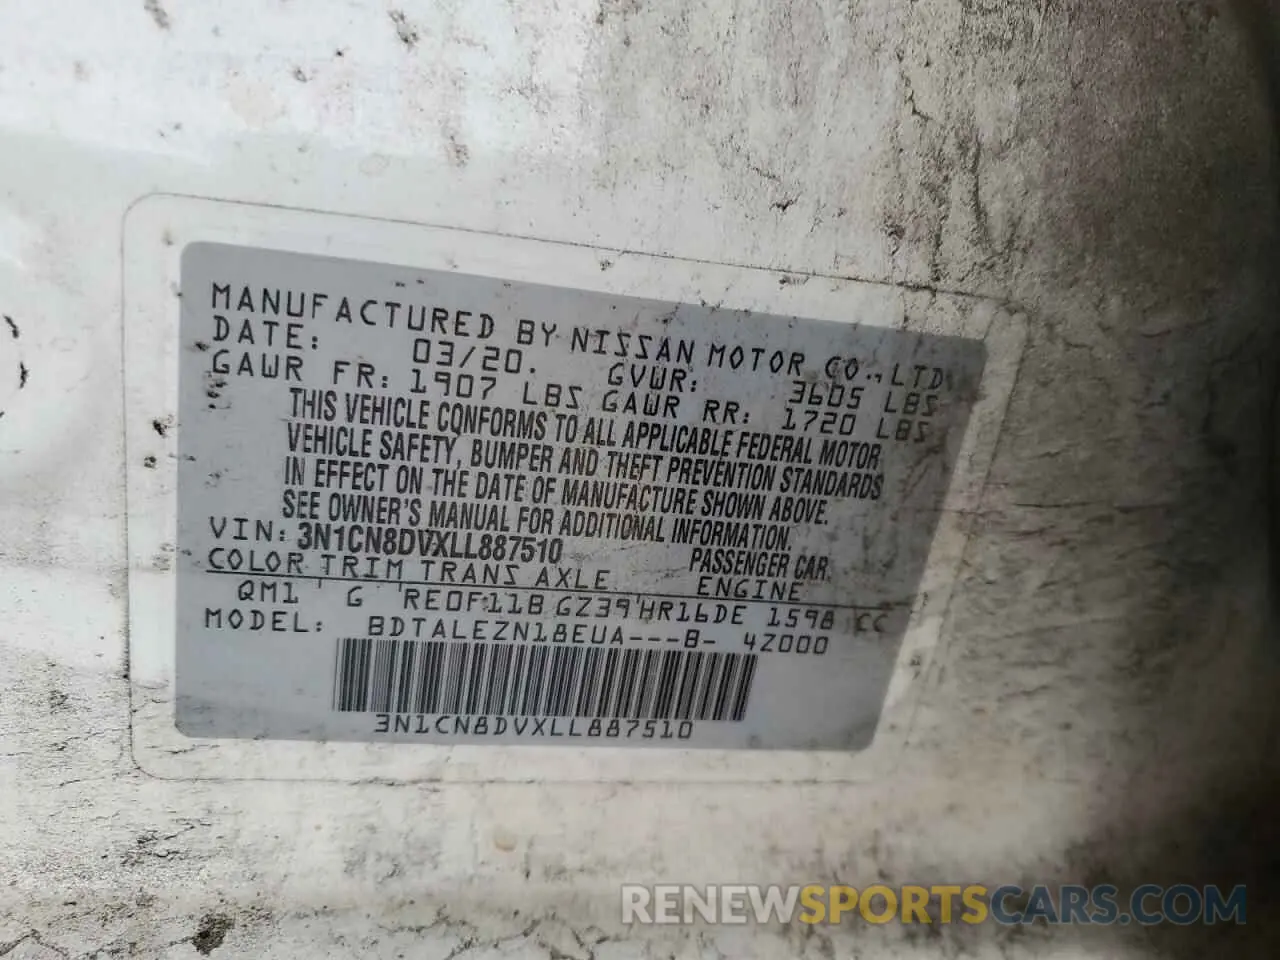 MANUFACTURED BY NISSAN MOTOR CO., LTD.
DATE: 03/20. GVWR: 3605 LBS
GAWR FR: 1907 LBS GAWR RR: 1720 LBS
THIS VEHICLE CONFORMS TO ALL APPLICABLE FEDERAL MOTOR
VEHICLE SAFETY, BUMPER AND THEFT PREVENTION STANDARDS
IN EFFECT ON THE DATE OF MANUFACTURE SHOWN ABOVE.
SEE OWNER'S MANUAL FOR ADDITIONAL INFORMATION.
VIN: 3N1CN8DVXLL887510 PASSENGER CAR.
COLOR TRIM TRANS AXLE ENGINE
QM1 G RE0F11B GZ39 HR16DE 1598 CC
MODEL: BDTALEZN18EUA---B- 4Z000
3N1CN8DVXLL887510
RENEWSPORTSCARS.COM